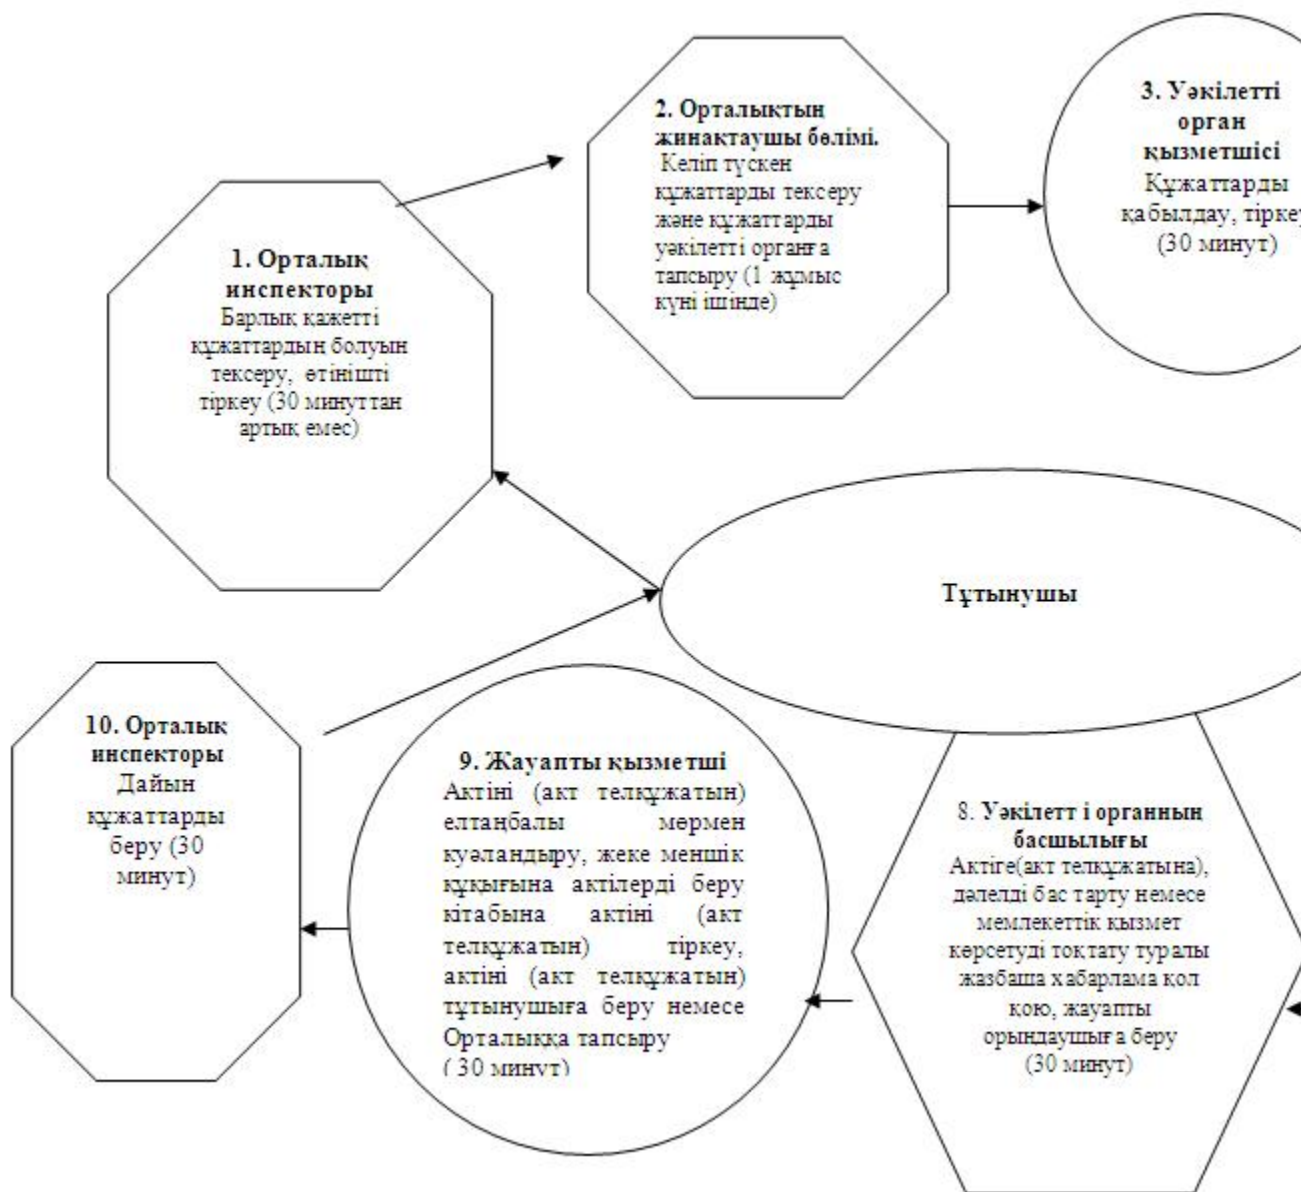 1. Орталық
инспекторы
Барлық қажетті
құжаттардың болуын
тексеру, өтінішті
тіркеу (30 минуттан
артық емес)
2. Орталықтың
жинақтаушы бөлімі.
Келіп түскен
құжаттарды тексеру
және құжаттарды
уәкілетті органға
тапсыру (1 жұмыс
күні ішінде)
3. Уәкілетті
орган
қызметшісі
Құжаттарды
қабылдау, тірке
(30 минут)
Тұтынушы
10. Орталық
инспекторы
Дайын
құжаттарды
беру (30
минут)
9. Жауапты қызметші
Актіні (акт телқұжатын)
елтаңбалы мөрмен
куәландыру, жеке меншік
құқығына актілерді беру
кітабына актіні (акт
телқұжатын) тіркеу,
актіні (акт телқұжатын)
тұтынушыға беру немесе
Орталыққа тапсыру
( 30 минут)
8. Уәкілетт і органның
басшылығы
Актіге(акт телқұжатына),
дәлелді бас тарту немесе
мемлекеттік қызмет
көрсетуді тоқтату туралы
жазбаша хабарлама қол
қою, жауапты
орындаушыға беру
(30 минут)